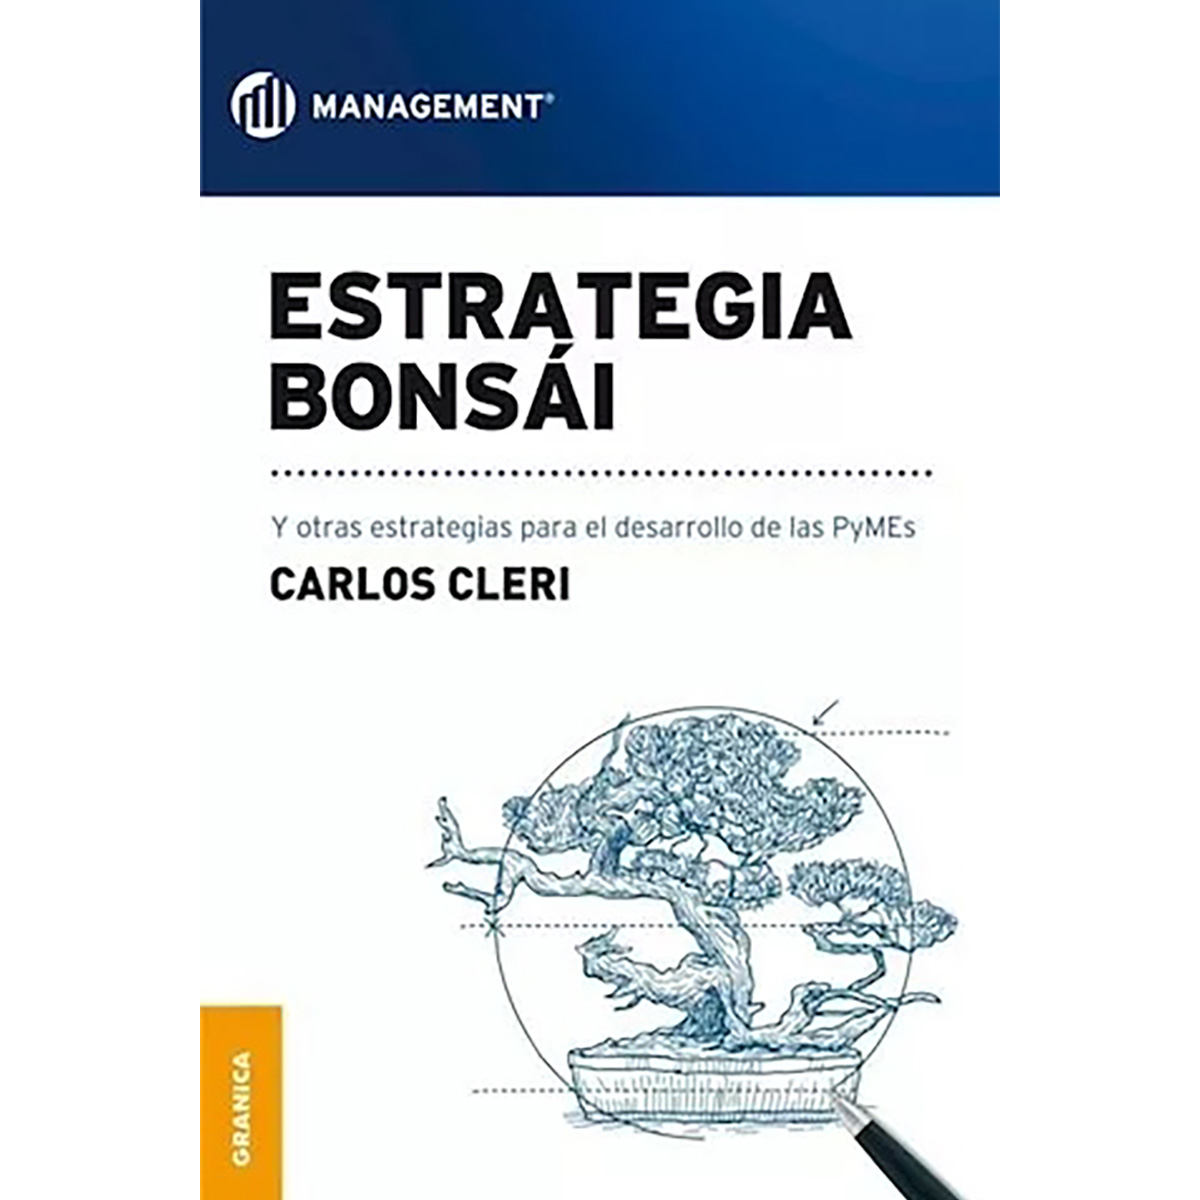 MANAGEMENT®
ESTRATEGIA
BONSÁI
Y otras estrategias para el desarrollo de las PyMEs
CARLOS CLERI
GRANICA